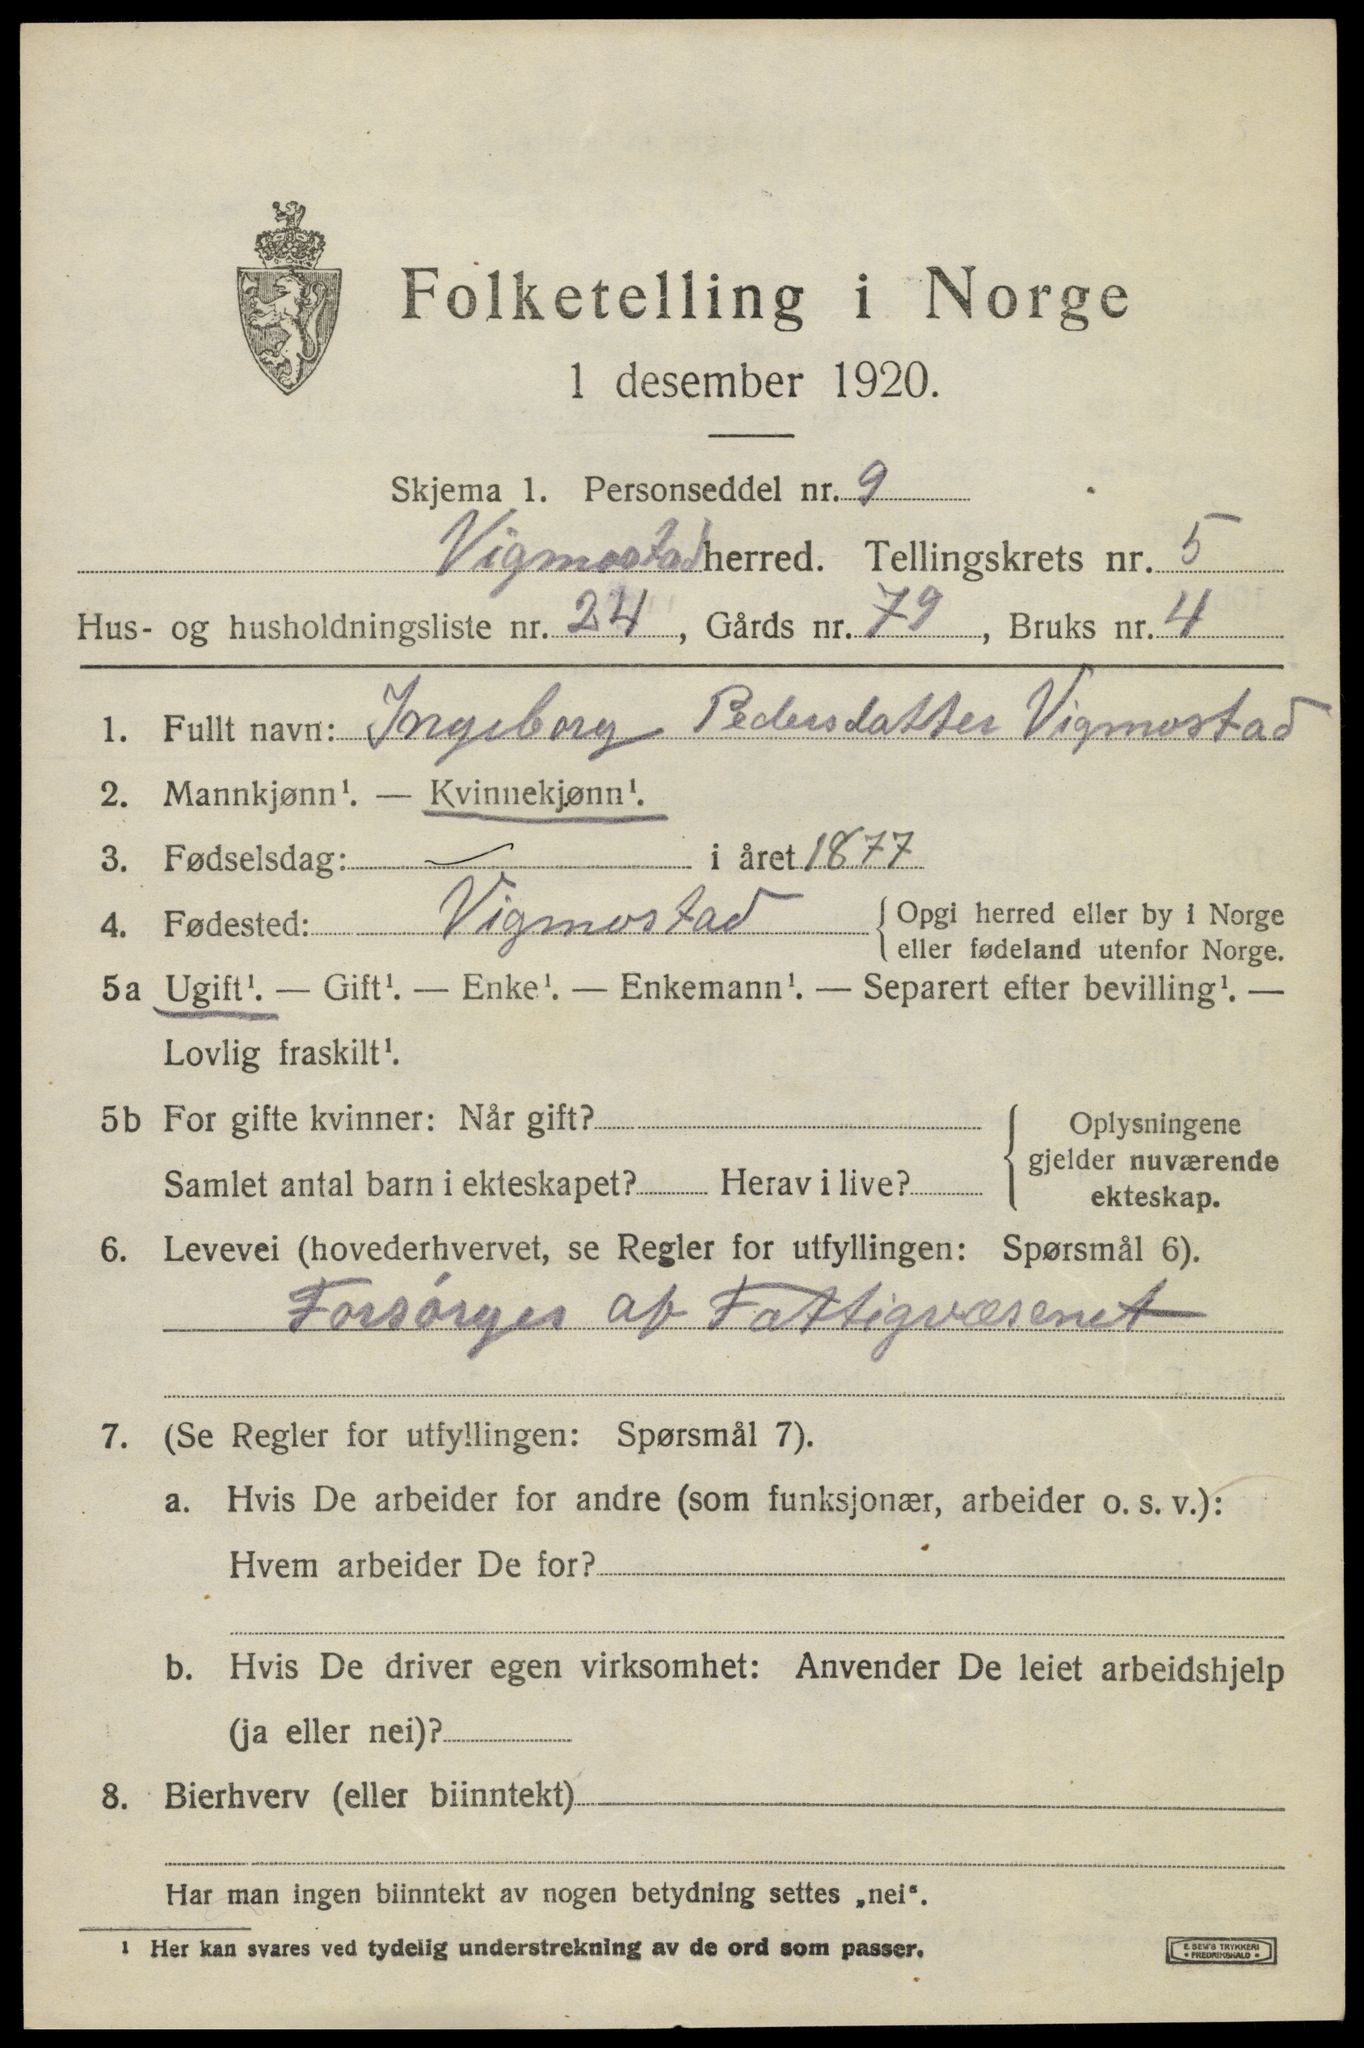 Folketelling i Norge
1 desember 1920.
Skjema 1. Personseddel nr. 9
Vigmostad herred. Tellingskrets nr. 5
Hus- og husholdningsliste nr. 24, Gårds nr. 79, Bruks nr. 4
1. Fullt navn: Ingeborg Pedersdatter Vigmostad
2. Mannkjønn¹. — Kvinnekjønn¹.
3. Fødselsdag: i året 1877
4. Fødested: Vigmostad { Opgi herred eller by i Norge
eller fødeland utenfor Norge.
5a Ugift¹. — Gift¹. — Enke¹. — Enkemann¹. — Separert efter bevilling¹. —
Lovlig fraskilt¹.
5b For gifte kvinner: Når gift?
Samlet antal barn i ekteskapet? Herav i live?
Oplysningene
gjelder nuværende
ekteskap.
6. Levevei (hovederhvervet, se Regler for utfyllingen: Spørsmål 6).
Forsørges af Fattigvæsenet
7. (Se Regler for utfyllingen: Spørsmål 7).
a. Hvis De arbeider for andre (som funksjonær, arbeider o. s. v.):
Hvem arbeider De for?
b. Hvis De driver egen virksomhet: Anvender De leiet arbeidshjelp
(ja eller nei)?
8. Bierhverv (eller biinntekt)
Har man ingen biinntekt av nogen betydning settes „nei“.
¹ Her kan svares ved tydelig understrekning av de ord som passer.
E. SEM'S TRYKKERI
• FREDRIKSHALD •